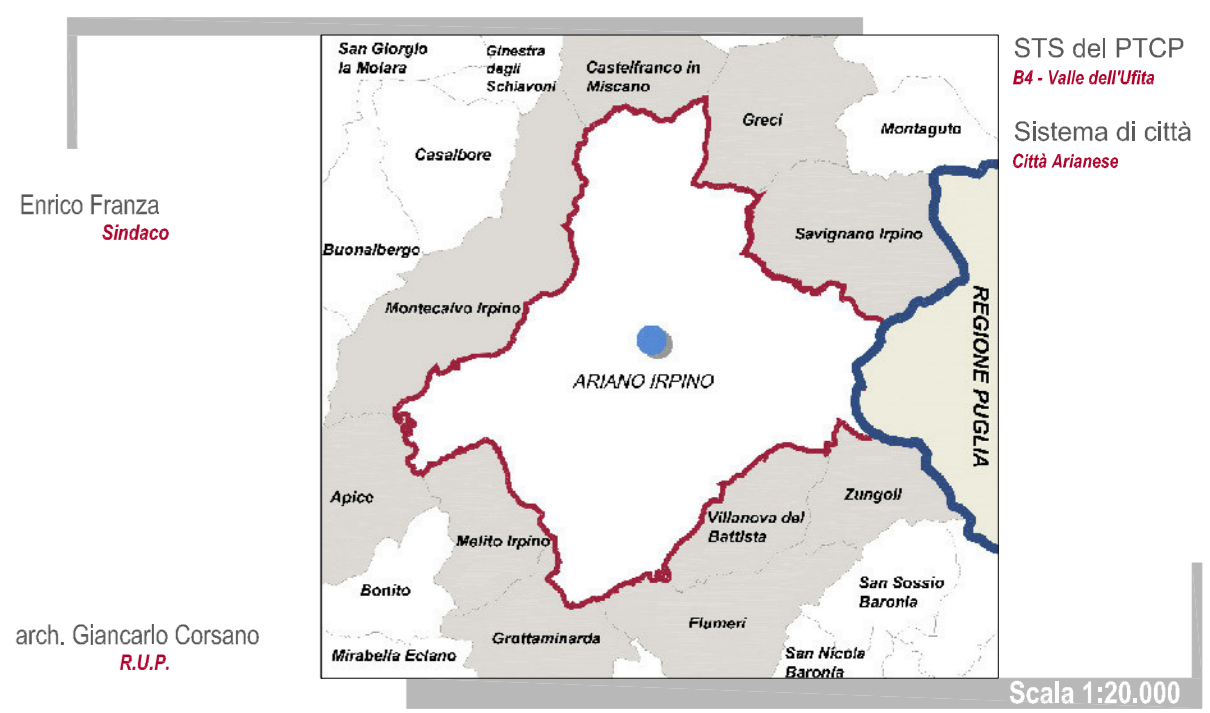 San Giorgio
la Molara
Ginestra
degli
Schiavoni
Castelfranco in
Miscano
Greci
Montaguto
STS del PTCP
B4 - Valle dell'Ufita
Sistema di città
Città Arianese
Casalbore
Enrico Franza
Sindaco
Buonalbergo
Savignano Irpino
Montecalvo Irpino
REGIONE PUGLIA
ARIANO IRPINO
Apice
Zungoli
Villanova del
Battista
Melito Irpino
Bonito
San Sossio
Baronia
Flumeri
Grottaminarda
arch. Giancarlo Corsano
R.U.P.
Mirabella Eclano
San Nicola
Baronia
Scala 1:20.000